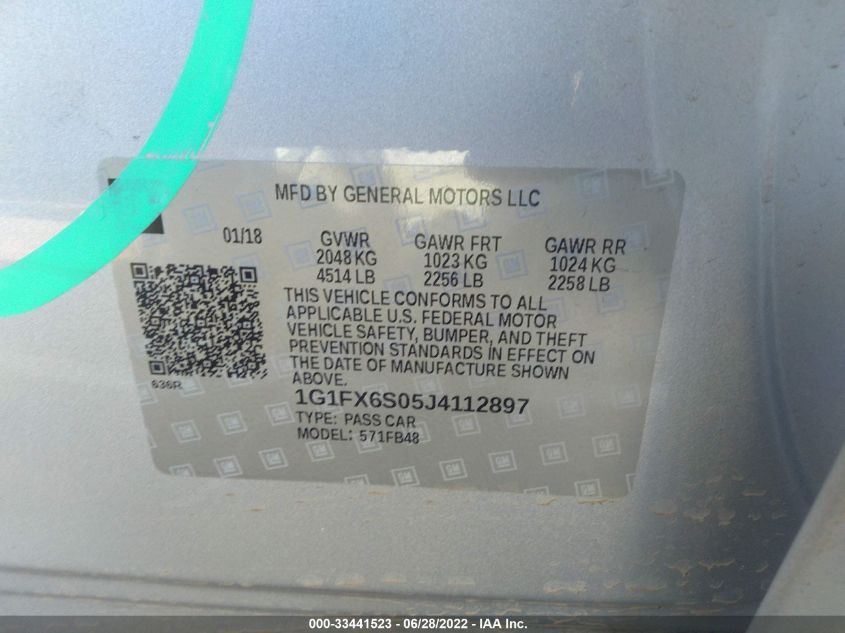 MFD BY GENERAL MOTORS LLC
01/18 GVWR GAWR FRT GAWR RR
2048 KG 1023 KG 1024 KG
4514 LB 2256 LB 2258 LB
THIS VEHICLE CONFORMS TO ALL
APPLICABLE U.S. FEDERAL MOTOR
VEHICLE SAFETY, BUMPER, AND THEFT
PREVENTION STANDARDS IN EFFECT ON
THE DATE OF MANUFACTURE SHOWN
ABOVE.
636R
1G1FX6S05J4112897
TYPE: PASS CAR
MODEL: 571FB48
000-33441523 - 06/28/2022 - IAA Inc.